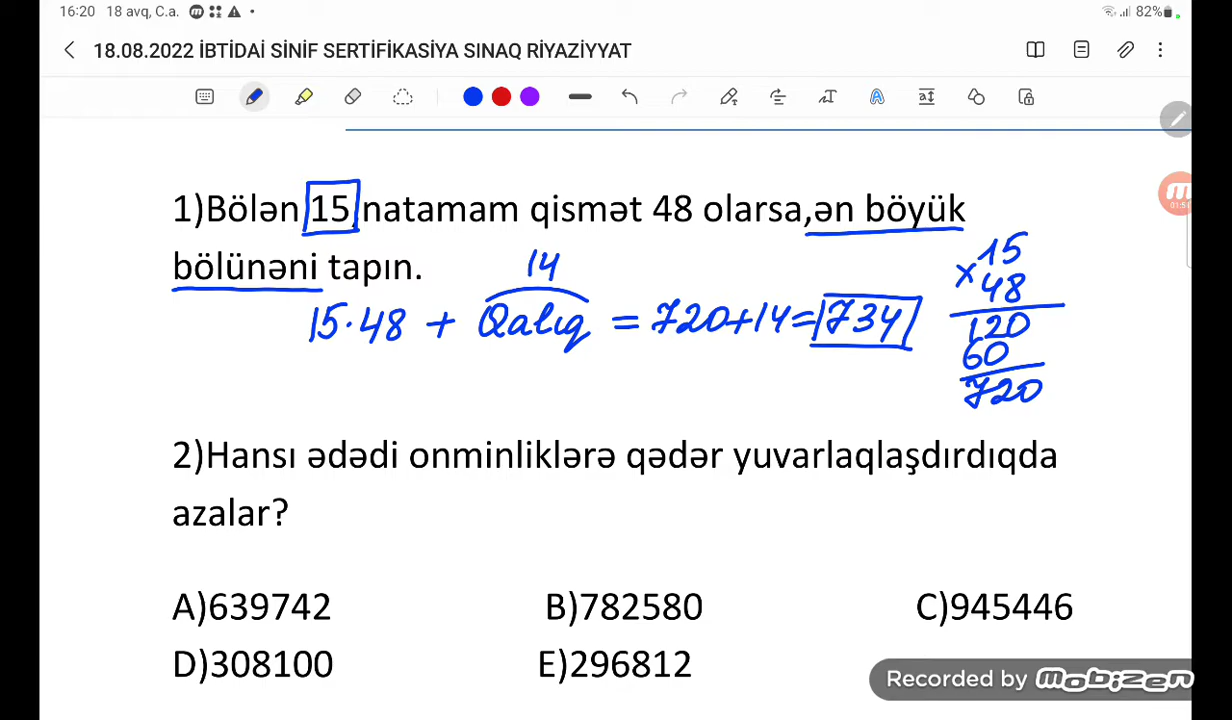 16:20 18 avq, C.a.
82%
18.08.2022 İBTİDAİ SİNİF SERTİFİKASİYA SINAQ RİYAZİYYAT
1)Bölən 15,natamam qismət 48 olarsa,ən böyük
bölünəni tapın.
14
15·48 + Qalıq = 720+14=734
×15
48
120
60
720
1:51
2)Hansı ədədi onminliklərə qədər yuvarlaqlaşdırdıqda
azalar?
A)639742 B)782580 C)945446
D)308100 E)296812
Recorded by mobizen